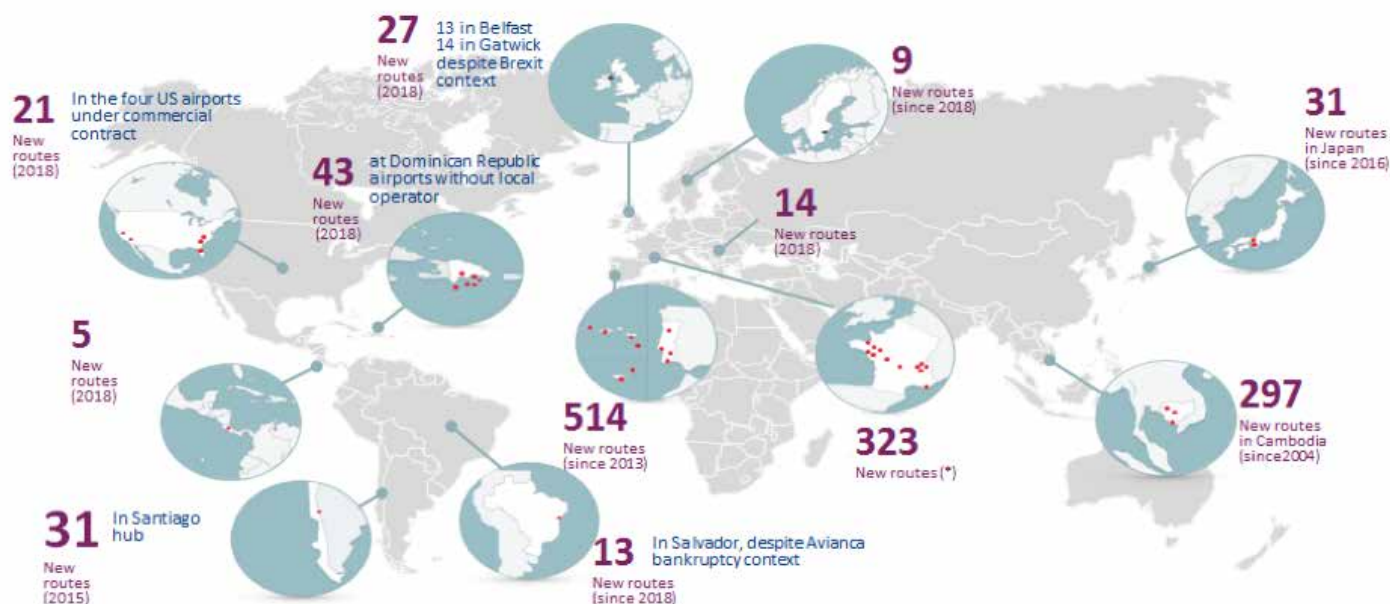 27
New
routes
(2018)
13 in Belfast
14 in Gatwick
despite Brexit
context
9
New routes
(since 2018)
21
New
routes
(2018)
In the four US airports
under commercial
contract
31
New routes
in Japan
(since 2016)
43
New
routes
(2018)
at Dominican Republic
airports without local
operator
14
New routes
(2018)
5
New
routes
(2018)
514
New routes
(since 2013)
323
New routes (*)
297
New routes
in Cambodia
(since2004)
31
New
routes
(2015)
In Santiago
hub
13
New routes
(since 2018)
In Salvador, despite Avianca
bankruptcy context